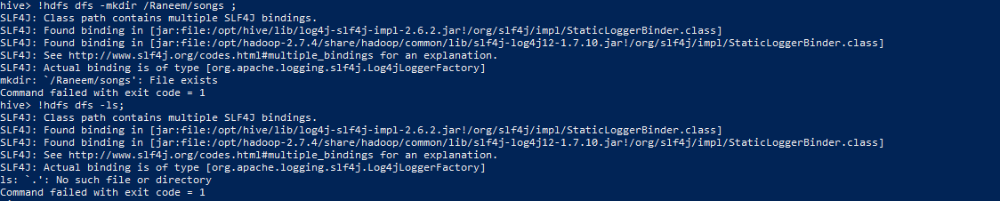 hive> !hdfs dfs -mkdir /Raneem/songs ;
SLF4J: Class path contains multiple SLF4J bindings.
SLF4J: Found binding in [jar:file:/opt/hive/lib/log4j-slf4j-impl-2.6.2.jar!/org/slf4j/impl/StaticLoggerBinder.class]
SLF4J: Found binding in [jar:file:/opt/hadoop-2.7.4/share/hadoop/common/lib/slf4j-log4j12-1.7.10.jar!/org/slf4j/impl/StaticLoggerBinder.class]
SLF4J: See http://www.slf4j.org/codes.html#multiple_bindings for an explanation.
SLF4J: Actual binding is of type [org.apache.logging.slf4j.Log4jLoggerFactory]
mkdir: `/Raneem/songs': File exists
Command failed with exit code = 1
hive> !hdfs dfs -ls;
SLF4J: Class path contains multiple SLF4J bindings.
SLF4J: Found binding in [jar:file:/opt/hive/lib/log4j-slf4j-impl-2.6.2.jar!/org/slf4j/impl/StaticLoggerBinder.class]
SLF4J: Found binding in [jar:file:/opt/hadoop-2.7.4/share/hadoop/common/lib/slf4j-log4j12-1.7.10.jar!/org/slf4j/impl/StaticLoggerBinder.class]
SLF4J: See http://www.slf4j.org/codes.html#multiple_bindings for an explanation.
SLF4J: Actual binding is of type [org.apache.logging.slf4j.Log4jLoggerFactory]
ls: `.': No such file or directory
Command failed with exit code = 1